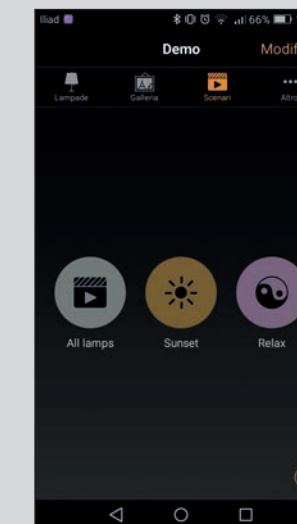 Iliad 66%
Demo Modif
Lampade Galleria Scenari Altro
All lamps Sunset Relax